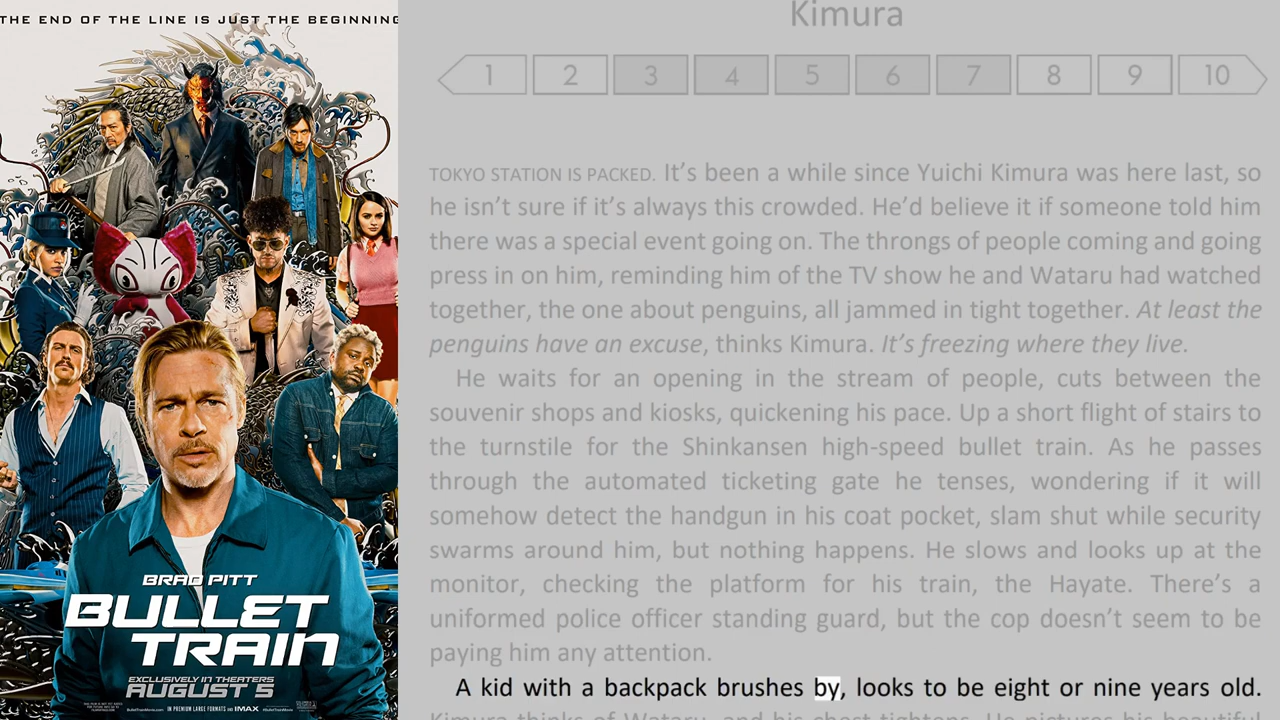 THE END OF THE LINE IS JUST THE BEGINNING
BRAD PITT
BULLET
TRAIN
EXCLUSIVELY IN THEATERS
AUGUST 5
IN PREMIUM LARGE FORMATS AND IMAX
Kimura
1 2 3 4 5 6 7 8 9 10
TOKYO STATION IS PACKED. It’s been a while since Yuichi Kimura was here last, so
he isn’t sure if it’s always this crowded. He’d believe it if someone told him
there was a special event going on. The throngs of people coming and going
press in on him, reminding him of the TV show he and Wataru had watched
together, the one about penguins, all jammed in tight together. At least the
penguins have an excuse, thinks Kimura. It’s freezing where they live.
He waits for an opening in the stream of people, cuts between the
souvenir shops and kiosks, quickening his pace. Up a short flight of stairs to
the turnstile for the Shinkansen high-speed bullet train. As he passes
through the automated ticketing gate he tenses, wondering if it will
somehow detect the handgun in his coat pocket, slam shut while security
swarms around him, but nothing happens. He slows and looks up at the
monitor, checking the platform for his train, the Hayate. There’s a
uniformed police officer standing guard, but the cop doesn’t seem to be
paying him any attention.
A kid with a backpack brushes by, looks to be eight or nine years old.
Kimura thinks of Wataru, and his chest tightens. He pictures his beautiful